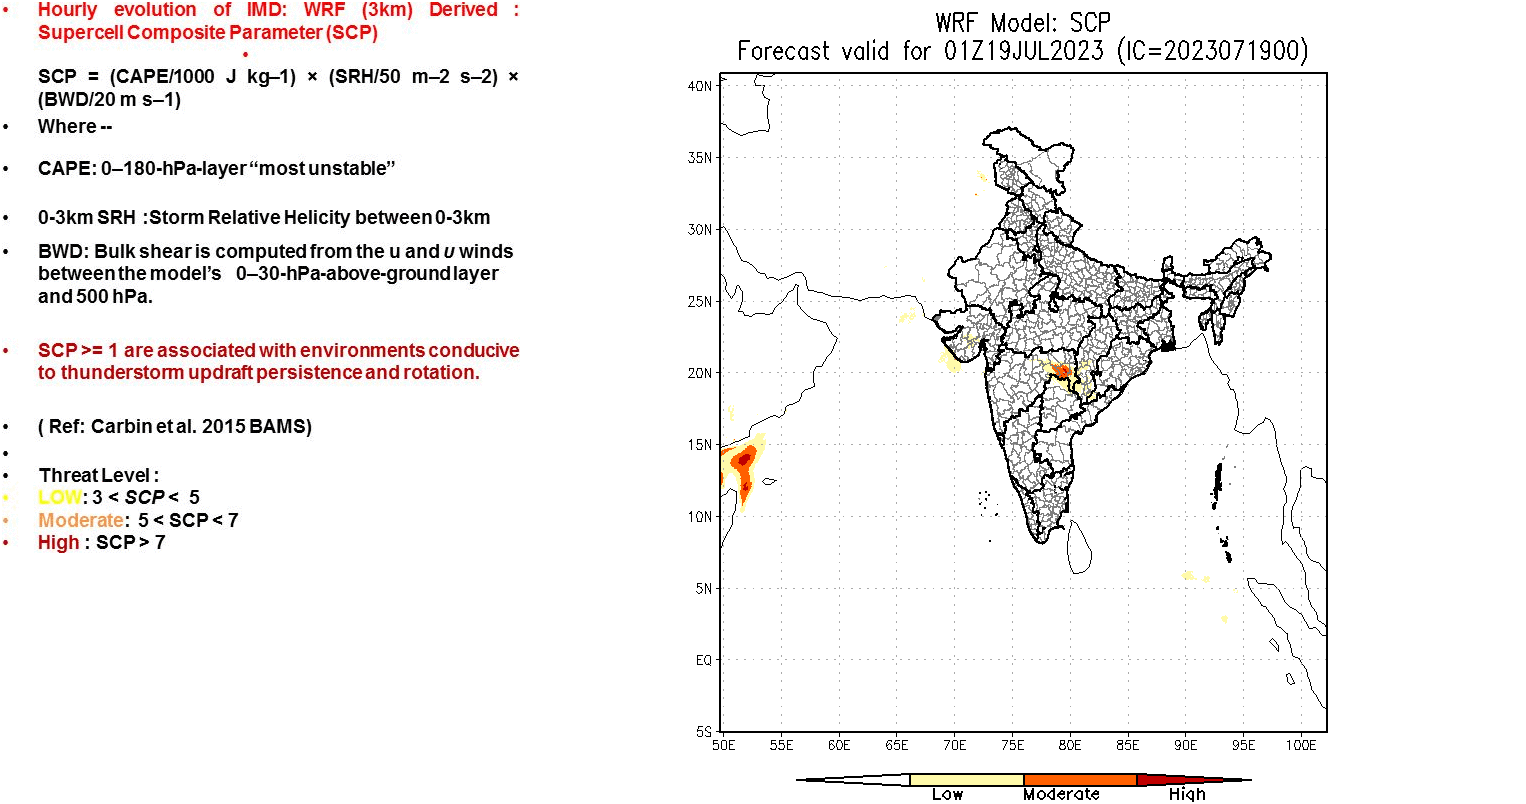 • Hourly evolution of IMD: WRF (3km) Derived :
Supercell Composite Parameter (SCP)
•
SCP = (CAPE/1000 J kg–1) × (SRH/50 m–2 s–2) ×
(BWD/20 m s–1)
• Where --
• CAPE: 0–180-hPa-layer “most unstable”
• 0-3km SRH :Storm Relative Helicity between 0-3km
• BWD: Bulk shear is computed from the u and υ winds
between the model’s 0–30-hPa-above-ground layer
and 500 hPa.
• SCP >= 1 are associated with environments conducive
to thunderstorm updraft persistence and rotation.
• ( Ref: Carbin et al. 2015 BAMS)
•
• Threat Level :
• LOW: 3 < SCP < 5
• Moderate: 5 < SCP < 7
• High : SCP > 7
WRF Model: SCP
Forecast valid for 01Z19JUL2023 (IC=2023071900)
40N
35N
30N
25N
20N
15N
10N
5N
EQ
5S
50E 55E 60E 65E 70E 75E 80E 85E 90E 95E 100E
Low Moderate High